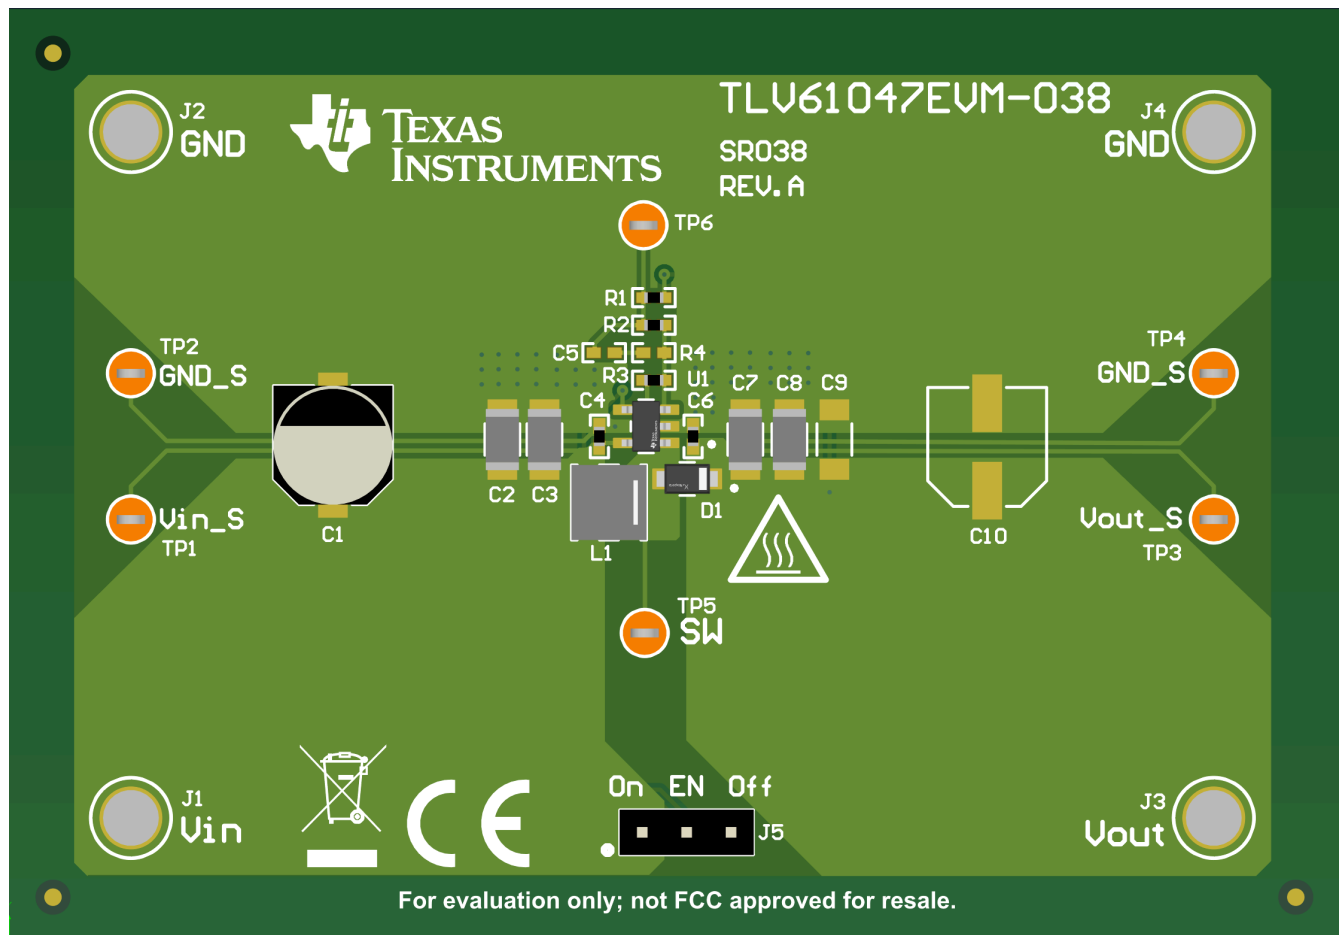 TLV61047EVM-038
J2
GND
TEXAS
INSTRUMENTS
SR038
REV.A
J4
GND
TP6
R1
R2
C5
R4
R3
U1
TP2
GND_S
C4
C6
C7
C8
C9
TP4
GND_S
C2
C3
D1
Vin_S
TP1
C1
L1
C10
Vout_S
TP3
TP5
SW
On EN Off
J1
Vin
J5
J3
Vout
CE
For evaluation only; not FCC approved for resale.